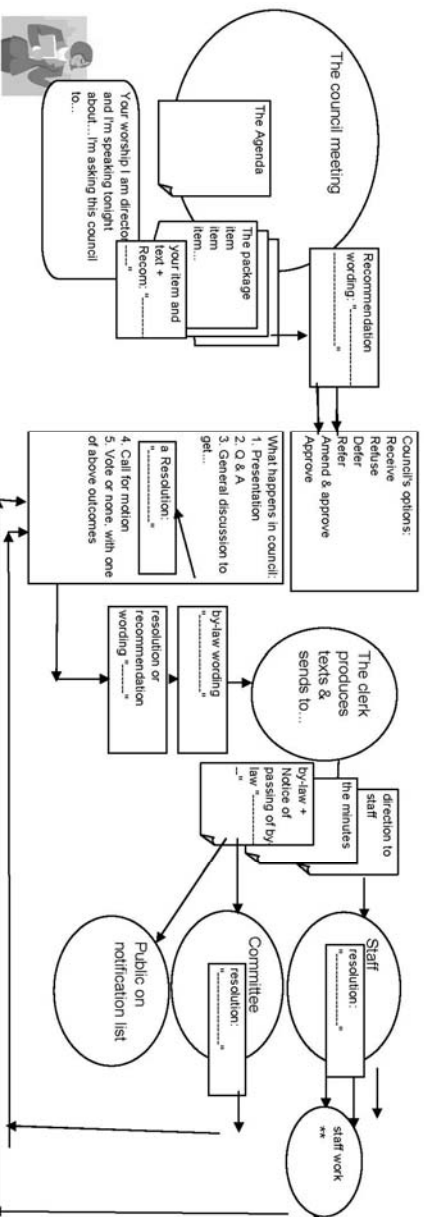 The council meeting
The Agenda
The package
item
item
item...
your item and
text +
Recom: "-------------
-----"
Your worship I am director
and I'm speaking tonight
about...I'm asking this council
to...
Recommendation
wording: "------------
----------------------"
Council's options:
Receive
Refuse
Defer
Refer
Amend & approve
Approve
What happens in council:
1. Presentation
2. Q & A
3. General discussion to
get...
a Resolution:
"--------------"
4. Call for motion
5. Vote or none, with one
of above outcomes
The clerk
produces
texts &
sends to...
by-law wording
"-------------"
resolution or
recommendation
wording "------"
direction to
staff
the minutes
by-law +
Notice of
passing of by-
law "------------
--"
Staff
resolution:
"---------------"
Committee
resolution:
"---------------"
Public on
notification list
staff work
**